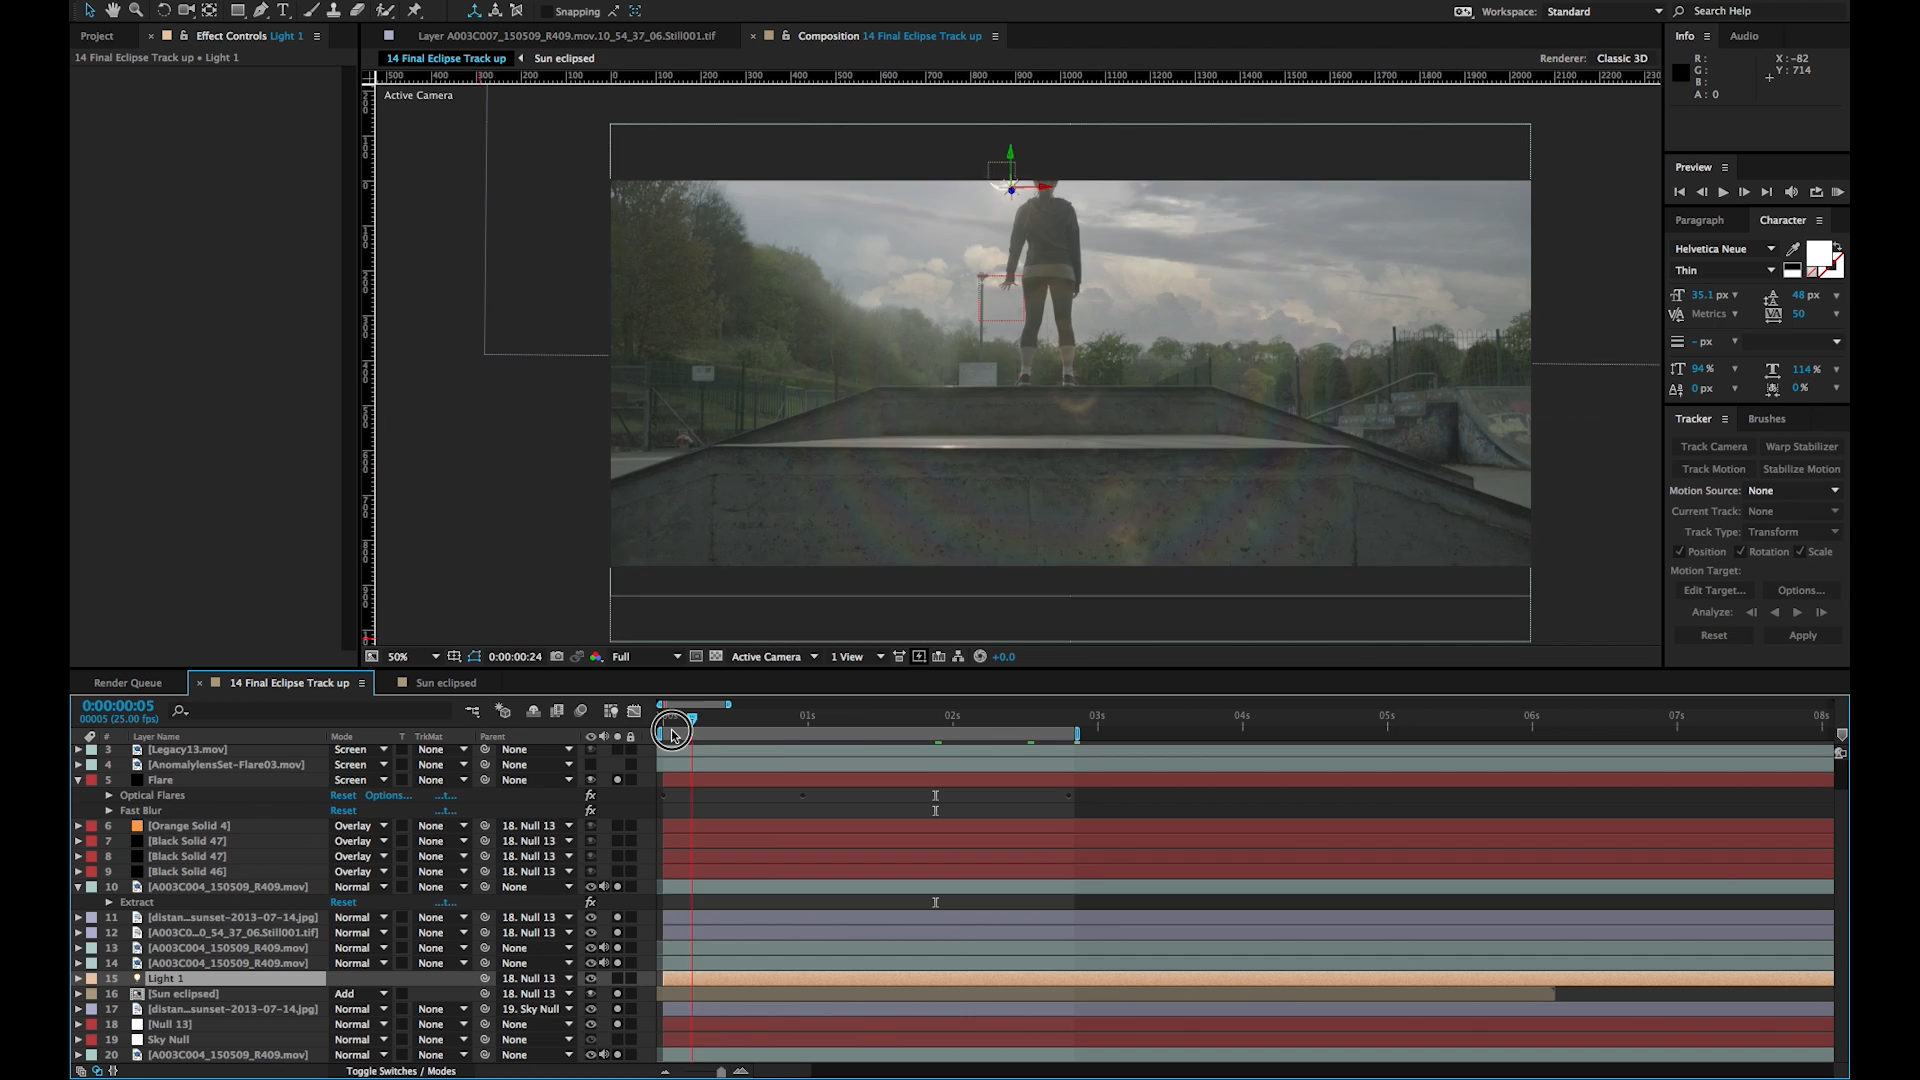 Snapping
Workspace: Standard
Search Help
Project
Effect Controls Light 1
Layer A003C007_150509_R409.mov.10_54_37_06.Still001.tif
Composition 14 Final Eclipse Track up
Info
Audio
14 Final Eclipse Track up • Light 1
14 Final Eclipse Track up
Sun eclipsed
Renderer: Classic 3D
R:
G:
B:
A: 0
X: -82
Y: 714
500 400 300 200 100 0 100 200 300 400 500 600 700 800 900 1000 1100 1200 1300 1400 1500 1600 1700 1800 1900 2000 2100 2200 230
Active Camera
Preview
Paragraph
Character
Helvetica Neue
Thin
35.1 px
48 px
Metrics
50
- px
94 %
114 %
0 px
0 %
Tracker
Brushes
Track Camera
Warp Stabilizer
Track Motion
Stabilize Motion
Motion Source: None
Current Track: None
Track Type: Transform
Position
Rotation
Scale
Motion Target:
Edit Target...
Options...
Analyze:
Reset
Apply
50%
0:00:00:24
Full
Active Camera
1 View
+0.0
Render Queue
14 Final Eclipse Track up
Sun eclipsed
0:00:00:05
00005 (25.00 fps)
01s 02s 03s 04s 05s 06s 07s 08s
# Layer Name Mode T TrkMat Parent
3 [Legacy13.mov] Screen None None
4 [AnomalylensSet-Flare03.mov] Screen None None
5 Flare Screen None None
Optical Flares Reset Options... ...t... fx
Fast Blur Reset fx
6 [Orange Solid 4] Overlay None 18. Null 13
7 [Black Solid 47] Overlay None 18. Null 13
8 [Black Solid 47] Overlay None 18. Null 13
9 [Black Solid 46] Overlay None 18. Null 13
10 [A003C004_150509_R409.mov] Normal None None
Extract Reset ...t... fx
11 [distan...sunset-2013-07-14.jpg] Normal None 18. Null 13
12 [A003C0...0_54_37_06.Still001.tif] Normal None 18. Null 13
13 [A003C004_150509_R409.mov] Normal None None
14 [A003C004_150509_R409.mov] Normal None None
15 Light 1 18. Null 13
16 [Sun eclipsed] Add 18. Null 13
17 [distan...sunset-2013-07-14.jpg] Normal None 19. Sky Null
18 [Null 13] Normal None None
19 Sky Null Normal None None
20 [A003C004_150509_R409.mov] Normal None None
Toggle Switches / Modes